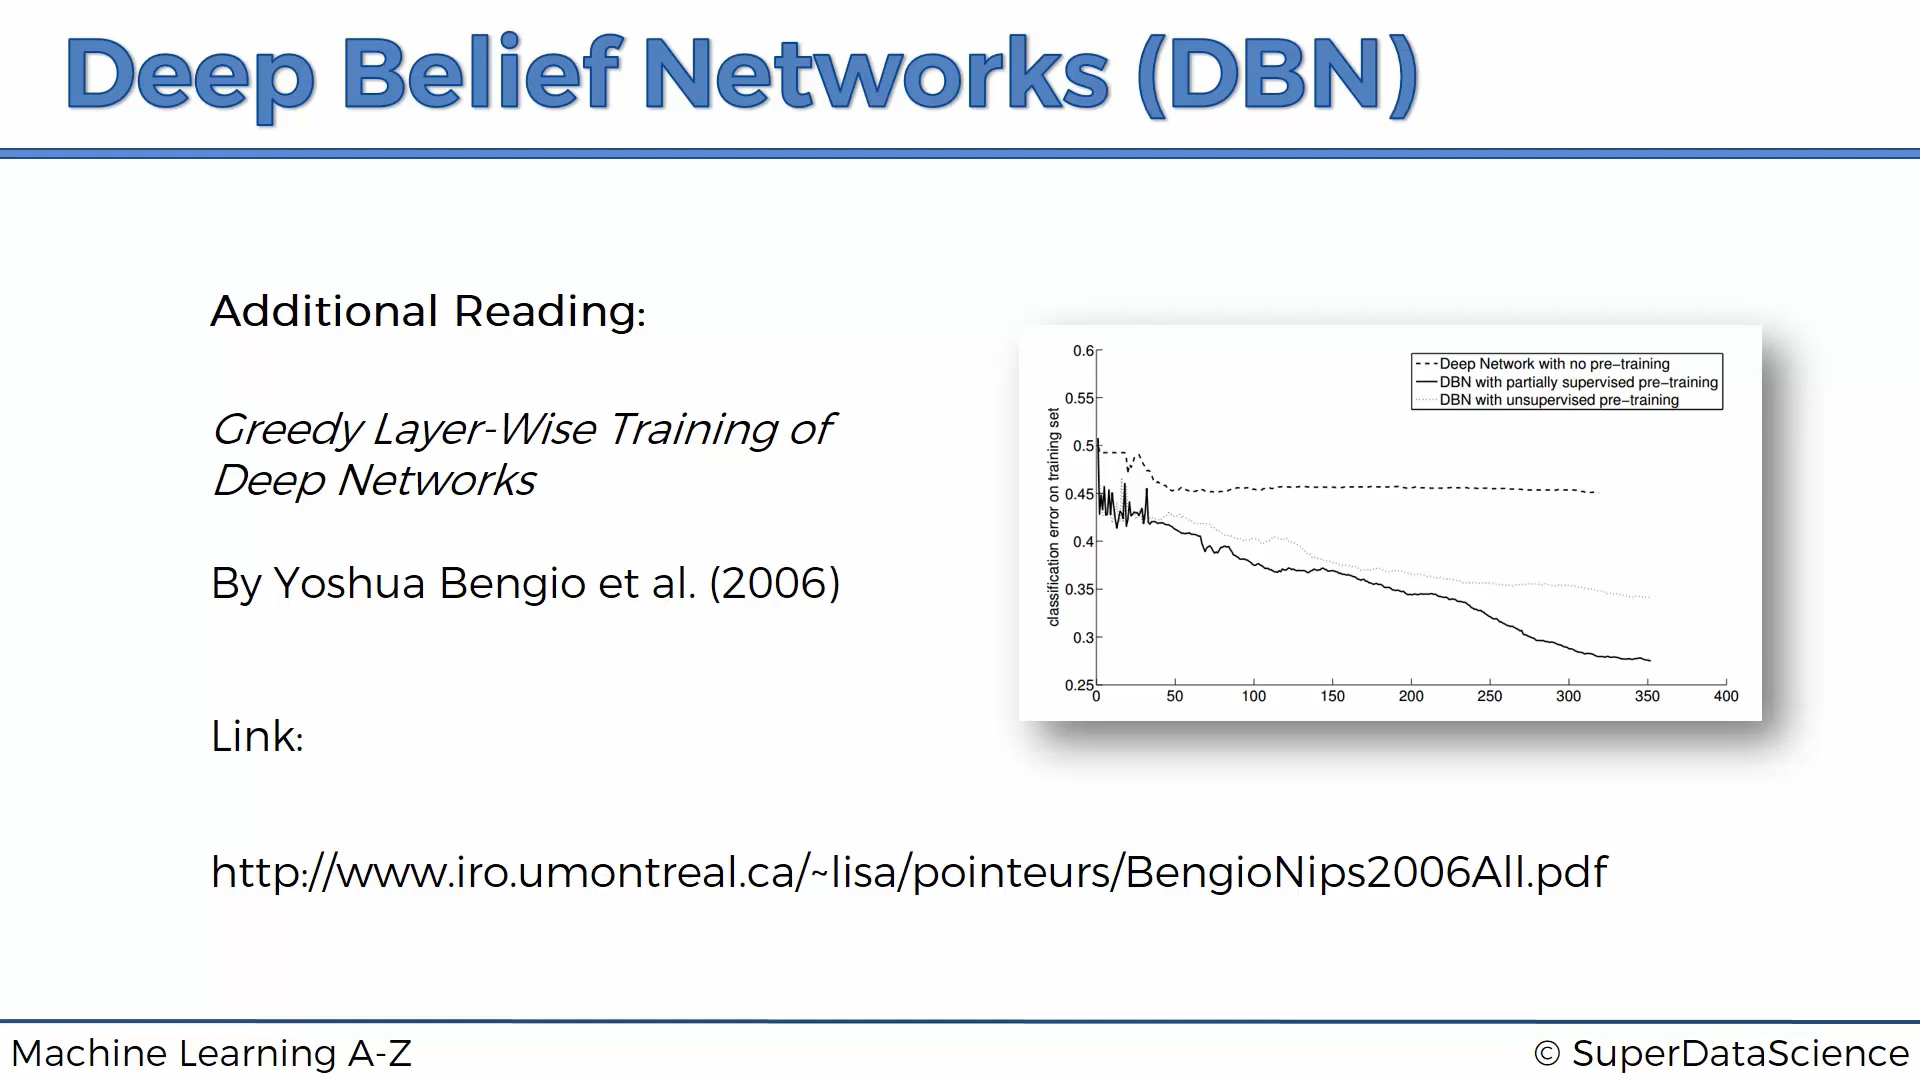 Deep Belief Networks (DBN)
Additional Reading:
Greedy Layer-Wise Training of
Deep Networks
By Yoshua Bengio et al. (2006)
Link:
http://www.iro.umontreal.ca/~lisa/pointeurs/BengioNips2006All.pdf
classification error on training set
0.6
0.55
0.5
0.45
0.4
0.35
0.3
0.25
0 50 100 150 200 250 300 350 400
Deep Network with no pre−training
DBN with partially supervised pre−training
DBN with unsupervised pre−training
Machine Learning A-Z
© SuperDataScience